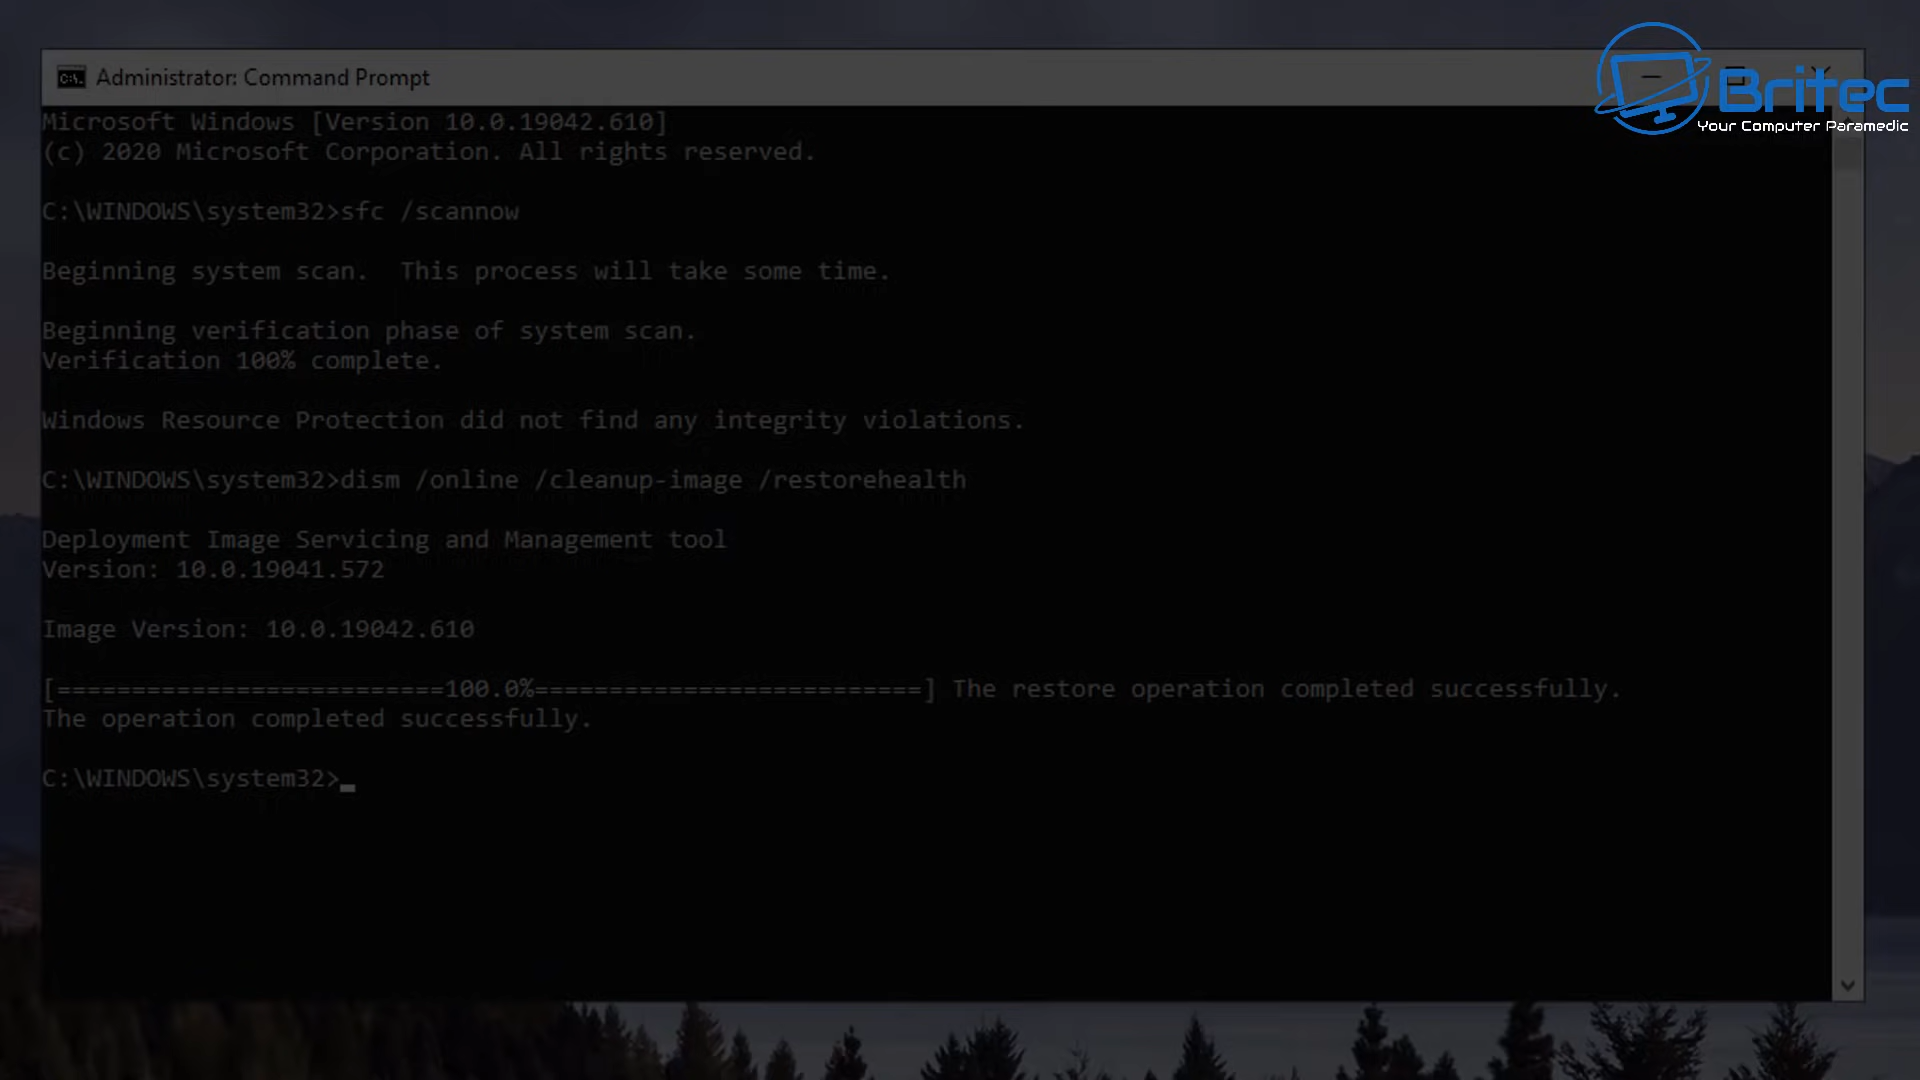 Administrator: Command Prompt
Britec
Your Computer Paramedic
Microsoft Windows [Version 10.0.19042.610]
(c) 2020 Microsoft Corporation. All rights reserved.
C:\WINDOWS\system32>sfc /scannow
Beginning system scan.  This process will take some time.
Beginning verification phase of system scan.
Verification 100% complete.
Windows Resource Protection did not find any integrity violations.
C:\WINDOWS\system32>dism /online /cleanup-image /restorehealth
Deployment Image Servicing and Management tool
Version: 10.0.19041.572
Image Version: 10.0.19042.610
[==========================100.0%==========================] The restore operation completed successfully.
The operation completed successfully.
C:\WINDOWS\system32>